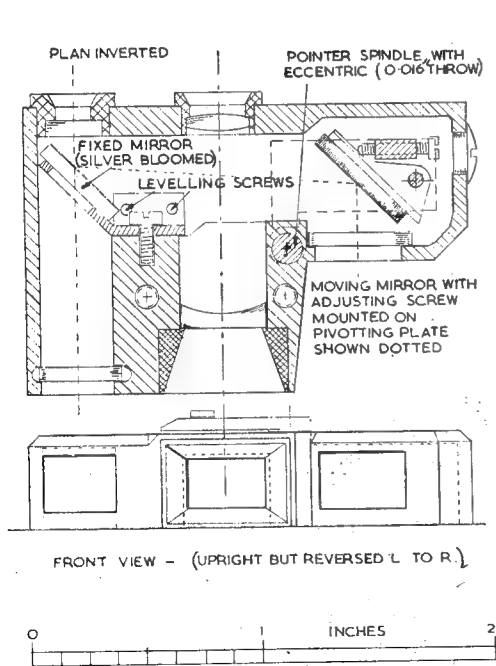 PLAN INVERTED
POINTER SPINDLE WITH
ECCENTRIC (0·016" THROW)
FIXED MIRROR
(SILVER BLOOMED)
LEVELLING SCREWS
MOVING MIRROR WITH
ADJUSTING SCREW
MOUNTED ON
PIVOTTING PLATE
SHOWN DOTTED
FRONT VIEW – (UPRIGHT BUT REVERSED L TO R.)
0 1 INCHES 2